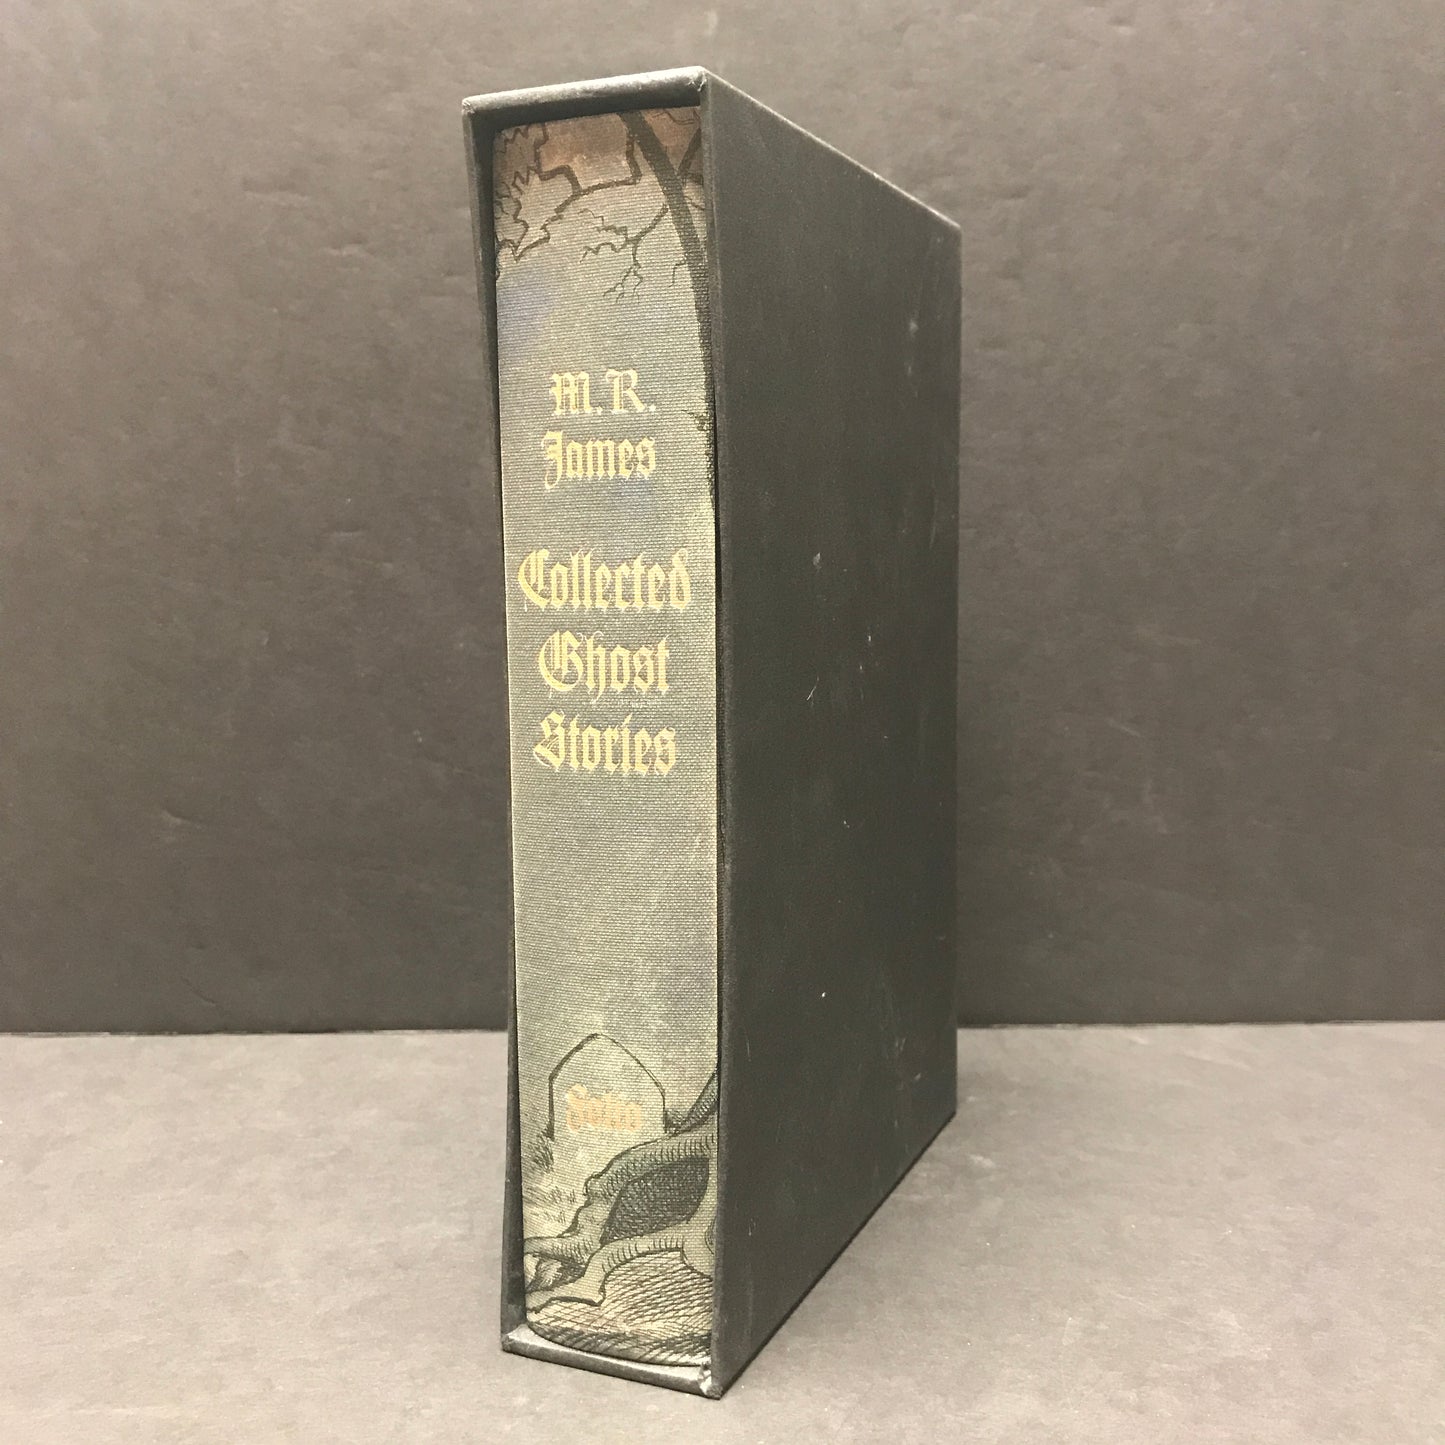 M. R.
James
Collected
Ghost
Stories
Folio